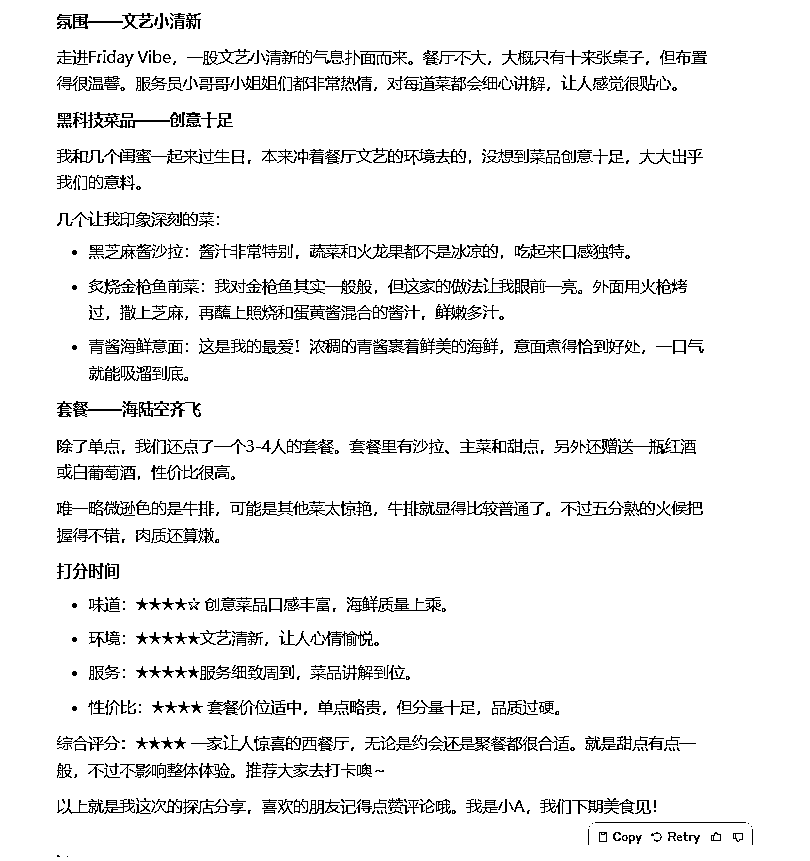 氛围——文艺小清新
走进Friday Vibe，一股文艺小清新的气息扑面而来。餐厅不大，大概只有十来张桌子，但布置
得很温馨。服务员小哥哥小姐姐们都非常热情，对每道菜都会细心讲解，让人感觉很贴心。
黑科技菜品——创意十足
我和几个闺蜜一起来过生日，本来冲着餐厅文艺的环境去的，没想到菜品创意十足，大大出乎
我们的意料。
几个让我印象深刻的菜：
• 黑芝麻酱沙拉：酱汁非常特别，蔬菜和火龙果都不是冰凉的，吃起来口感独特。
• 炙烧金枪鱼前菜：我对金枪鱼其实一般般，但这家的做法让我眼前一亮。外面用火枪烤
过，撒上芝麻，再蘸上照烧和蛋黄酱混合的酱汁，鲜嫩多汁。
• 青酱海鲜意面：这是我的最爱！浓稠的青酱裹着鲜美的海鲜，意面煮得恰到好处，一口气
就能吸溜到底。
套餐——海陆空齐飞
除了单点，我们还点了一个3-4人的套餐。套餐里有沙拉、主菜和甜点，另外还赠送一瓶红酒
或白葡萄酒，性价比很高。
唯一略微逊色的是牛排，可能是其他菜太惊艳，牛排就显得比较普通了。不过五分熟的火候把
握得不错，肉质还算嫩。
打分时间
• 味道：★★★★☆ 创意菜品口感丰富，海鲜质量上乘。
• 环境：★★★★★文艺清新，让人心情愉悦。
• 服务：★★★★★服务细致周到，菜品讲解到位。
• 性价比：★★★★ 套餐价位适中，单点略贵，但分量十足，品质过硬。
综合评分：★★★★ 一家让人惊喜的西餐厅，无论是约会还是聚餐都很合适。就是甜点有点一
般，不过不影响整体体验。推荐大家去打卡噢~
以上就是我这次的探店分享，喜欢的朋友记得点赞评论哦。我是小A，我们下期美食见！
Copy Retry